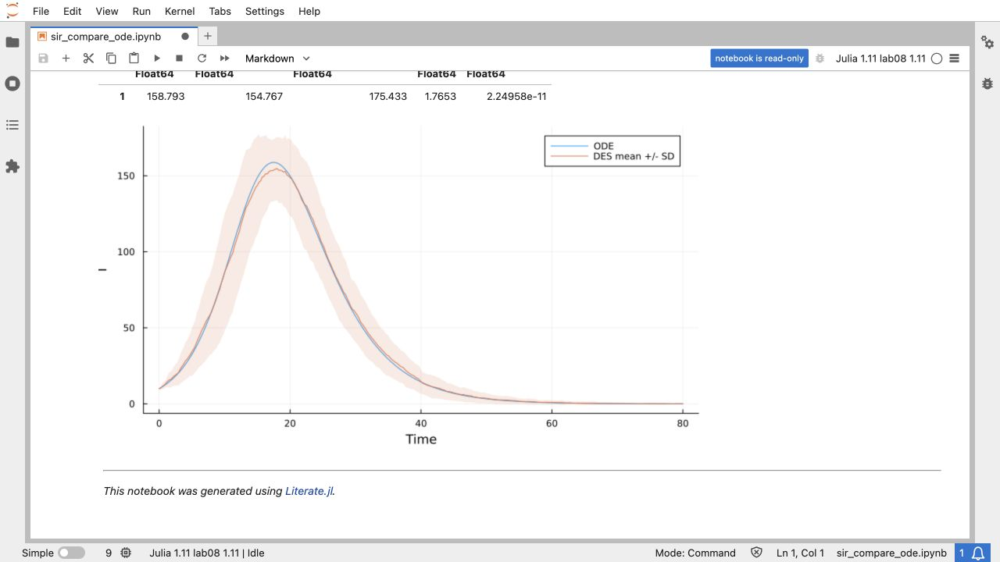 File Edit View Run Kernel Tabs Settings Help
sir_compare_ode.ipynb
Markdown
notebook is read-only
Julia 1.11 lab08 1.11
Float64 Float64 Float64 Float64 Float64
1 158.793 154.767 175.433 1.7653 2.24958e-11
ODE
DES mean +/- SD
150
100
I
50
0
0 20 40 60 80
Time
This notebook was generated using Literate.jl.
Simple 9 Julia 1.11 lab08 1.11 | Idle Mode: Command Ln 1, Col 1 sir_compare_ode.ipynb 1